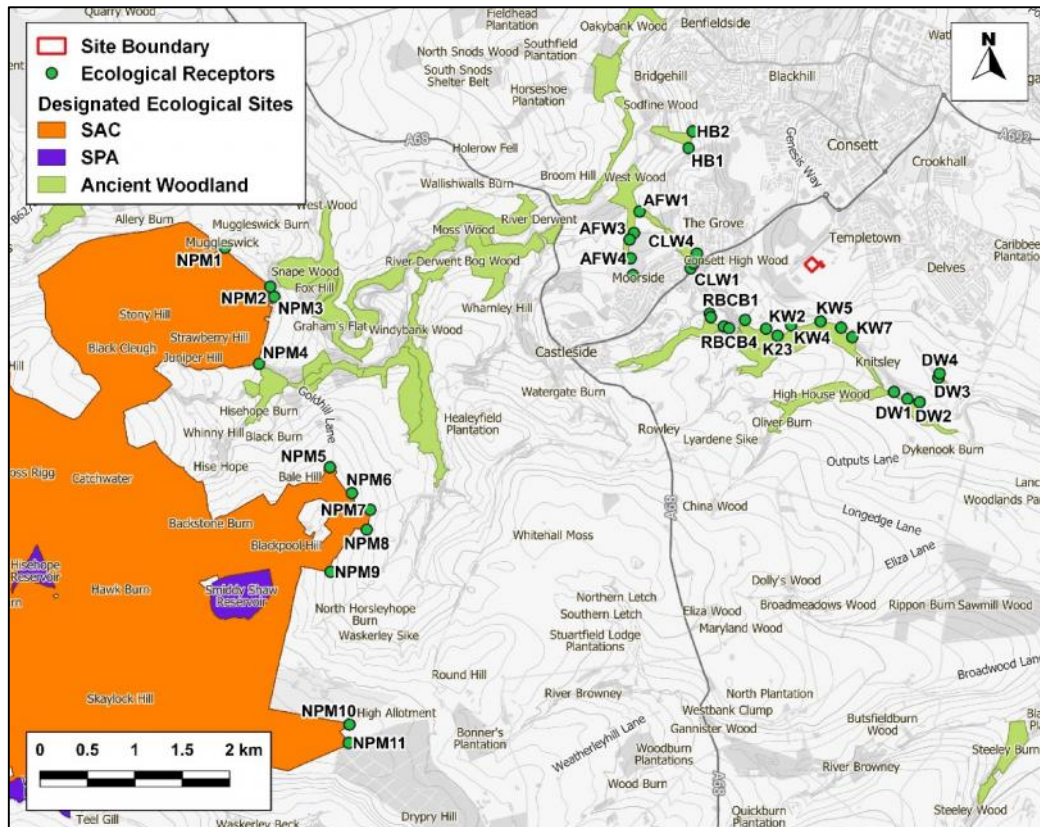 Quarry Wood
Fieldhead
Plantation
Oakybank Wood
Benfieldside
North Snods Wood
Southfield
Plantation
South Snods
Shelter Belt
Bridgehill
Horseshoe
Plantation
Sodfine Wood
Blackhill
N
Site Boundary
Ecological Receptors
Designated Ecological Sites
SAC
SPA
Ancient Woodland
A68
A692
Holerow Fell
HB2
HB1
Genesis Way
Consett
Crookhall
Wallishwalls Burn
Broom Hill
West Wood
B627
Allery Burn
Muggleswick Burn
West Wood
AFW1
The Grove
River Derwent
Moss Wood
AFW3
CLW4
Templetown
Muggleswick
NPM1
Snape Wood
River Derwent
Bog Wood
AFW4
Consett High Wood
Moorside
CLW1
Delves
Fox Hill
NPM2
NPM3
Whamley Hill
Stony Hill
Graham's Flat
Windybank Wood
RBCB1
KW2
KW5
Strawberry Hill
Black Cleugh
Juniper Hill
RBCB4
KW4
KW7
K23
Castleside
Knitsley
NPM4
DW4
Watergate Burn
High House Wood
DW3
Goldhill Lane
Hisehope Burn
Healeyfield
Plantation
DW1
DW2
Oliver Burn
Whinny Hill
Black Burn
Rowley
Lyardene Sike
Dykenook Burn
Hise Hope
NPM5
Outputs Lane
Bale Hill
oss Rigg
Catchwater
NPM6
A68
China Wood
Woodlands
NPM7
Longedge Lane
Backstone Burn
NPM8
Blackpool Hill
Whitehall Moss
Eliza Lane
Hisehope
Reservoir
NPM9
Hawk Burn
Smiddy Shaw
Reservoir
Dolly's Wood
Northern Letch
Eliza Wood
Broadmeadows Wood
Rippon Burn
Sawmill Wood
North Horsleyhope
Burn
Southern Letch
Maryland Wood
Waskerley Sike
Stuartfield Lodge
Plantations
Broadwood Lane
Round Hill
Skaylock Hill
River Browney
North Plantation
NPM10
High Allotment
Westbank Clump
Butsfieldburn
Wood
Gannister Wood
0 0.5 1 1.5 2 km
Bonner's
Plantation
NPM11
Weatherleyhill Lane
Woodburn
Plantations
Steeley Burn
River Browney
Wood Burn
A68
Teel Gill
Waskerley Beck
Drypry Hill
Quickburn
Plantation
Steeley Wood